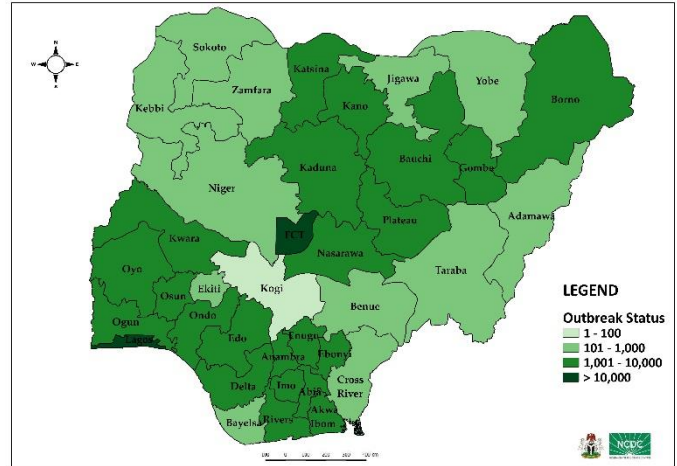 Sokoto
Katsina
Jigawa
Yobe
Zamfara
Kano
Borno
Kebbi
Kaduna
Bauchi
Gombe
Niger
Plateau
Adamawa
FCT
Kwara
Nasarawa
Taraba
Oyo
Ekiti
Kogi
Benue
Osun
Ondo
Ogun
Edo
Enugu
Lagos
Anambra
Ebonyi
Delta
Imo
Abia
Cross
River
Akwa
Ibom
Bayelsa
Rivers
LEGEND
Outbreak Status
1 - 100
101 - 1,000
1,001 - 10,000
> 10,000
NCDC